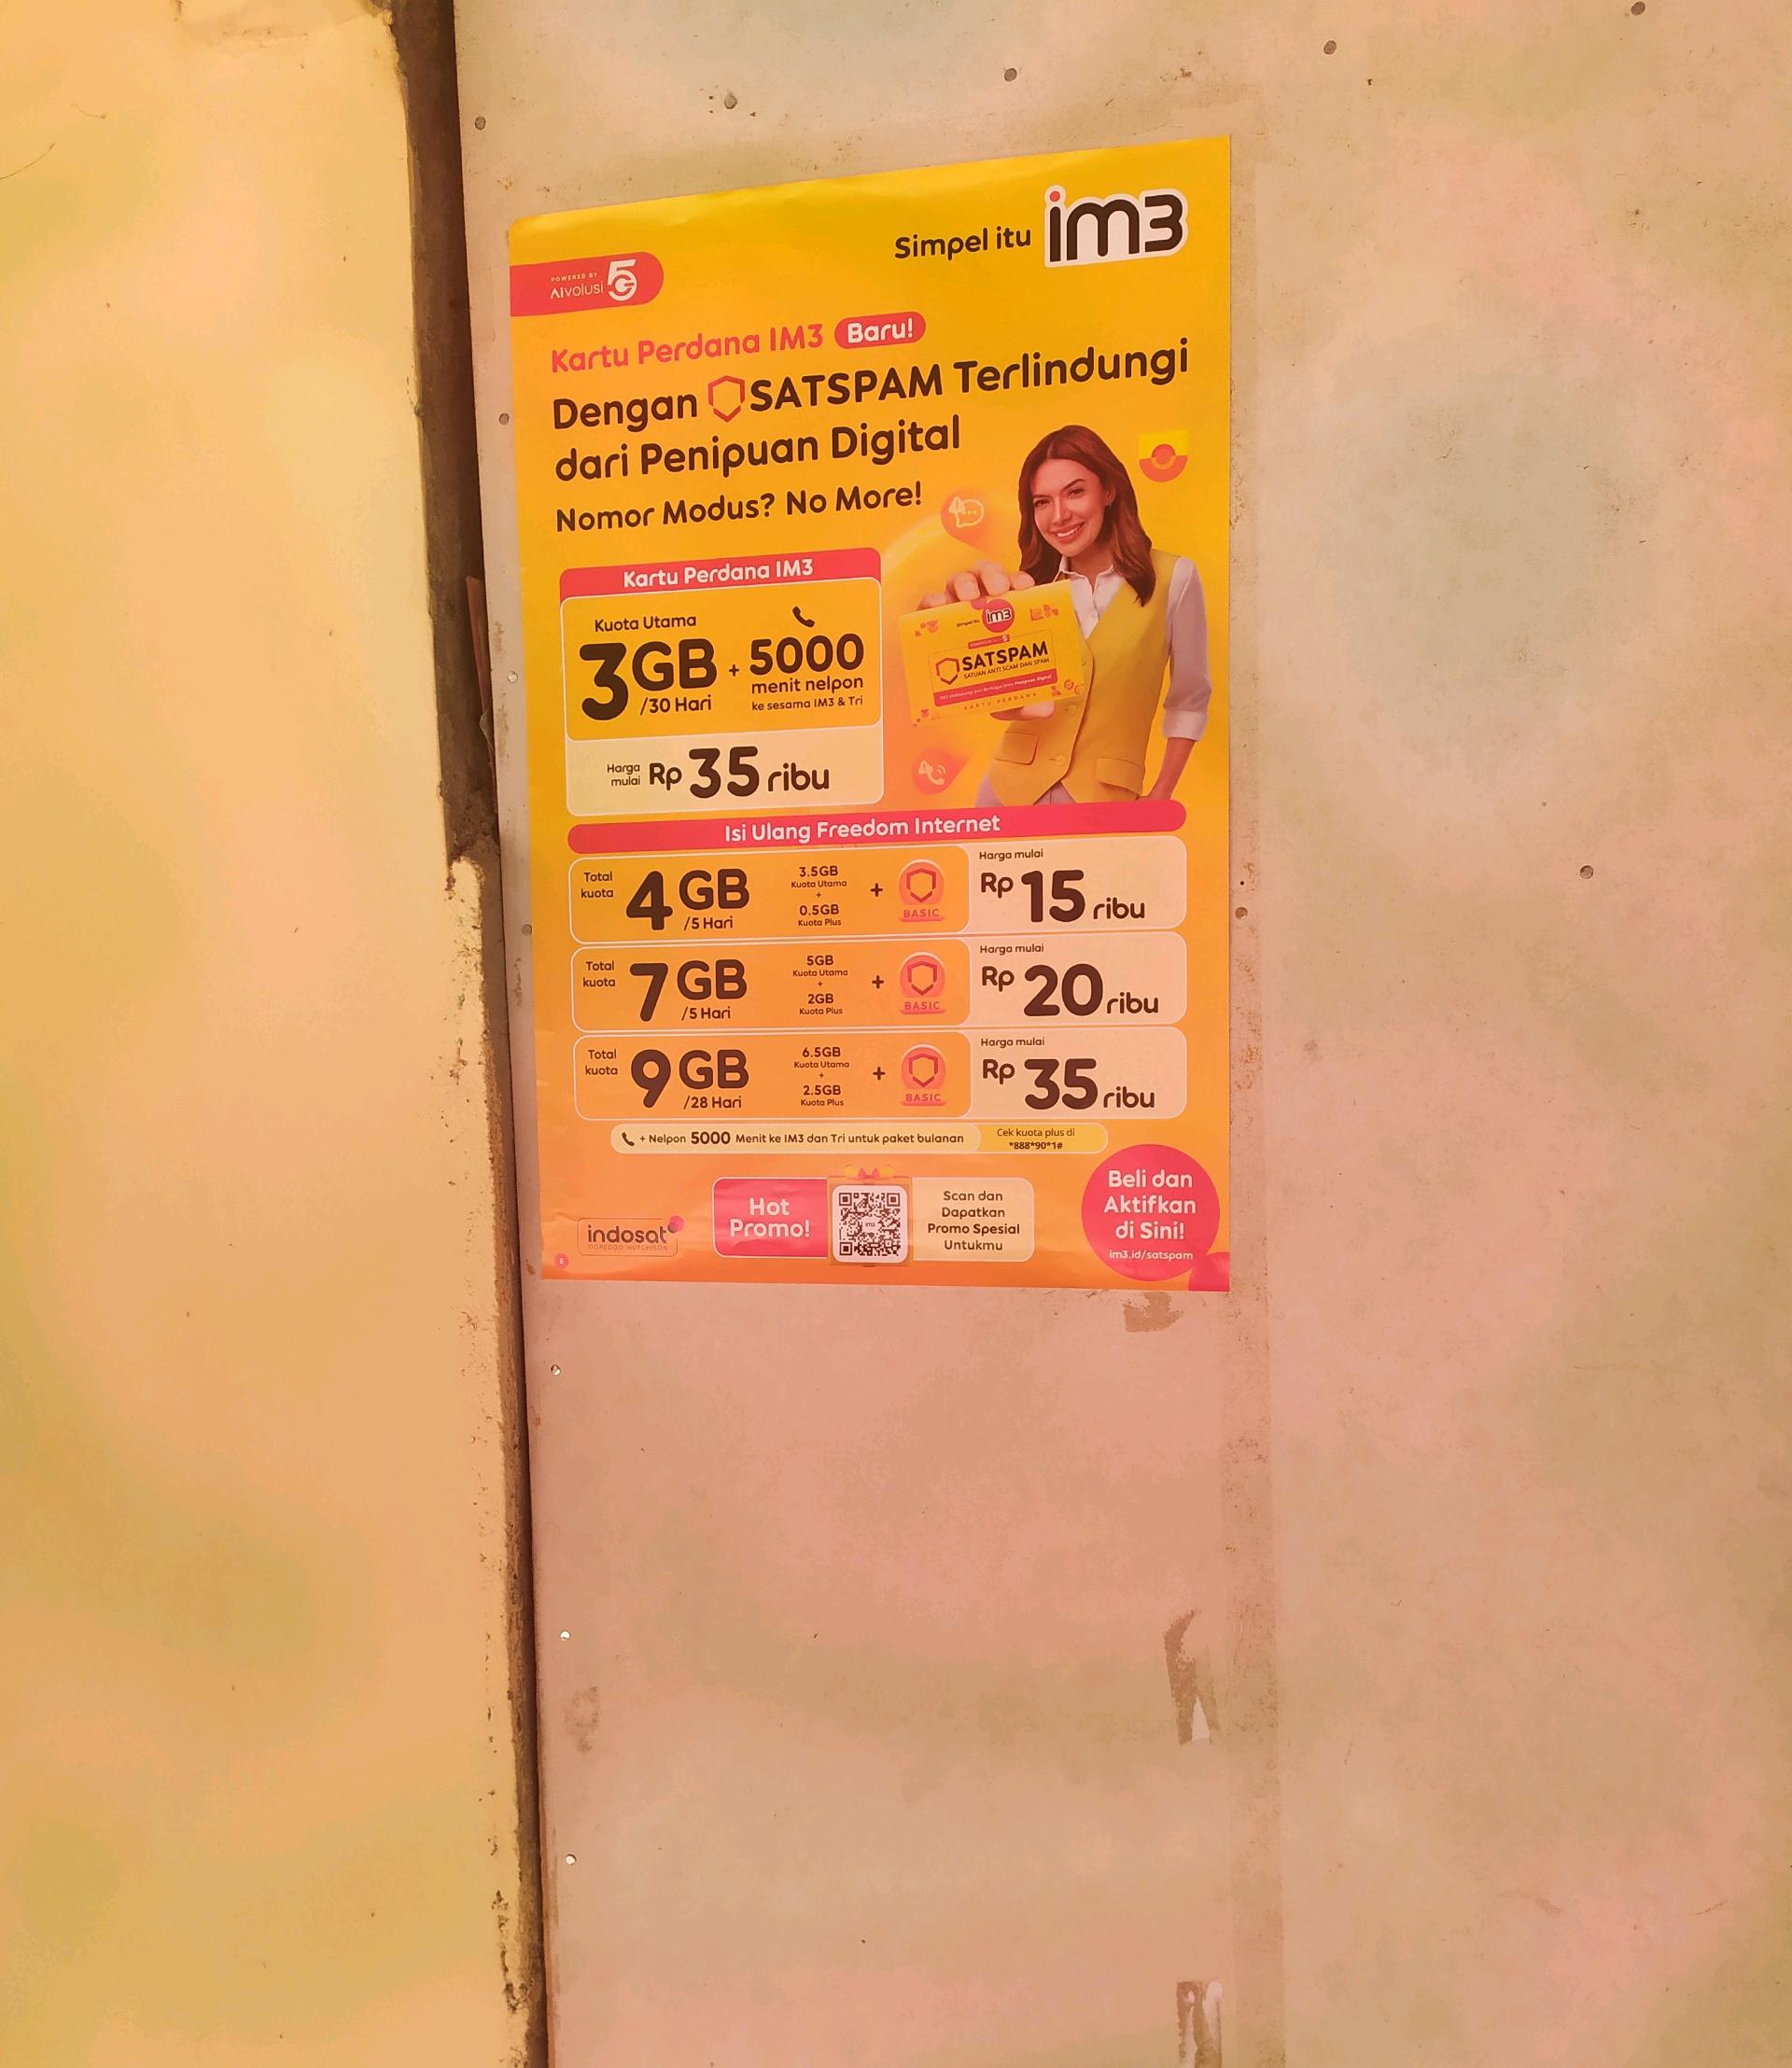 Simpel itu im3
POWERED BY
AIvolusi 5G
Kartu Perdana IM3 Baru!
Dengan SATSPAM Terlindungi
dari Penipuan Digital
Nomor Modus? No More!
Kartu Perdana IM3
Kuota Utama
3GB /30 Hari + 5000
menit nelpon
ke sesama IM3 & Tri
Harga mulai Rp 35 ribu
Simpel itu im3
SATSPAM
SATUAN ANTI SCAM DAN SPAM
KARTU PERDANA
Isi Ulang Freedom Internet
Total kuota 4GB /5 Hari
3.5GB
Kuota Utama
+
0.5GB
Kuota Plus
+ BASIC
Harga mulai
Rp 15 ribu
Total kuota 7GB /5 Hari
5GB
Kuota Utama
+
2GB
Kuota Plus
+ BASIC
Harga mulai
Rp 20 ribu
Total kuota 9GB /28 Hari
6.5GB
Kuota Utama
+
2.5GB
Kuota Plus
+ BASIC
Harga mulai
Rp 35 ribu
+ Nelpon 5000 Menit ke IM3 dan Tri untuk paket bulanan
Cek kuota plus di
*888*90*1#
indosat
OOREDOO HUTCHISON
Hot
Promo!
im3
Scan dan
Dapatkan
Promo Spesial
Untukmu
Beli dan
Aktifkan
di Sini!
im3.id/satspam